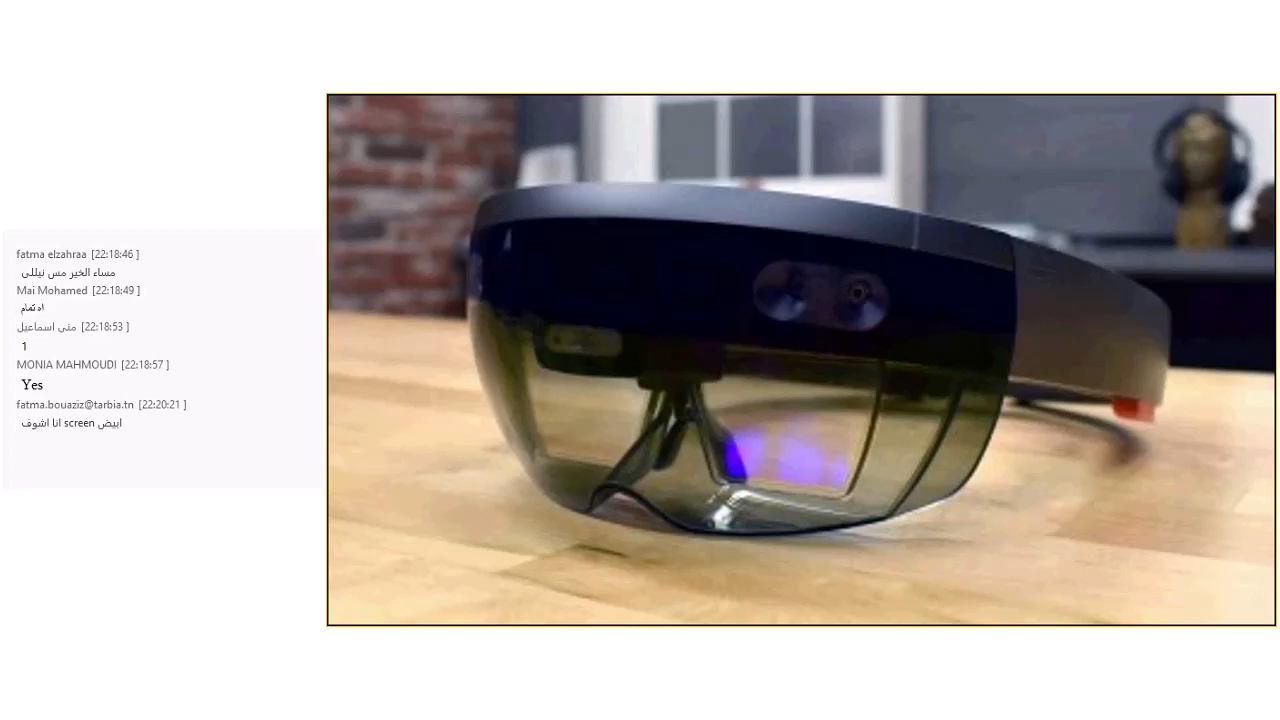 fatma elzahraa [22:18:46 ]
مساء الخير مس نيللى
Mai Mohamed [22:18:49 ]
اه تمام
منى اسماعيل [22:18:53 ]
1
MONIA MAHMOUDI [22:18:57 ]
Yes
fatma.bouaziz@tarbia.tn [22:20:21 ]
انا اشوف screen ابيض